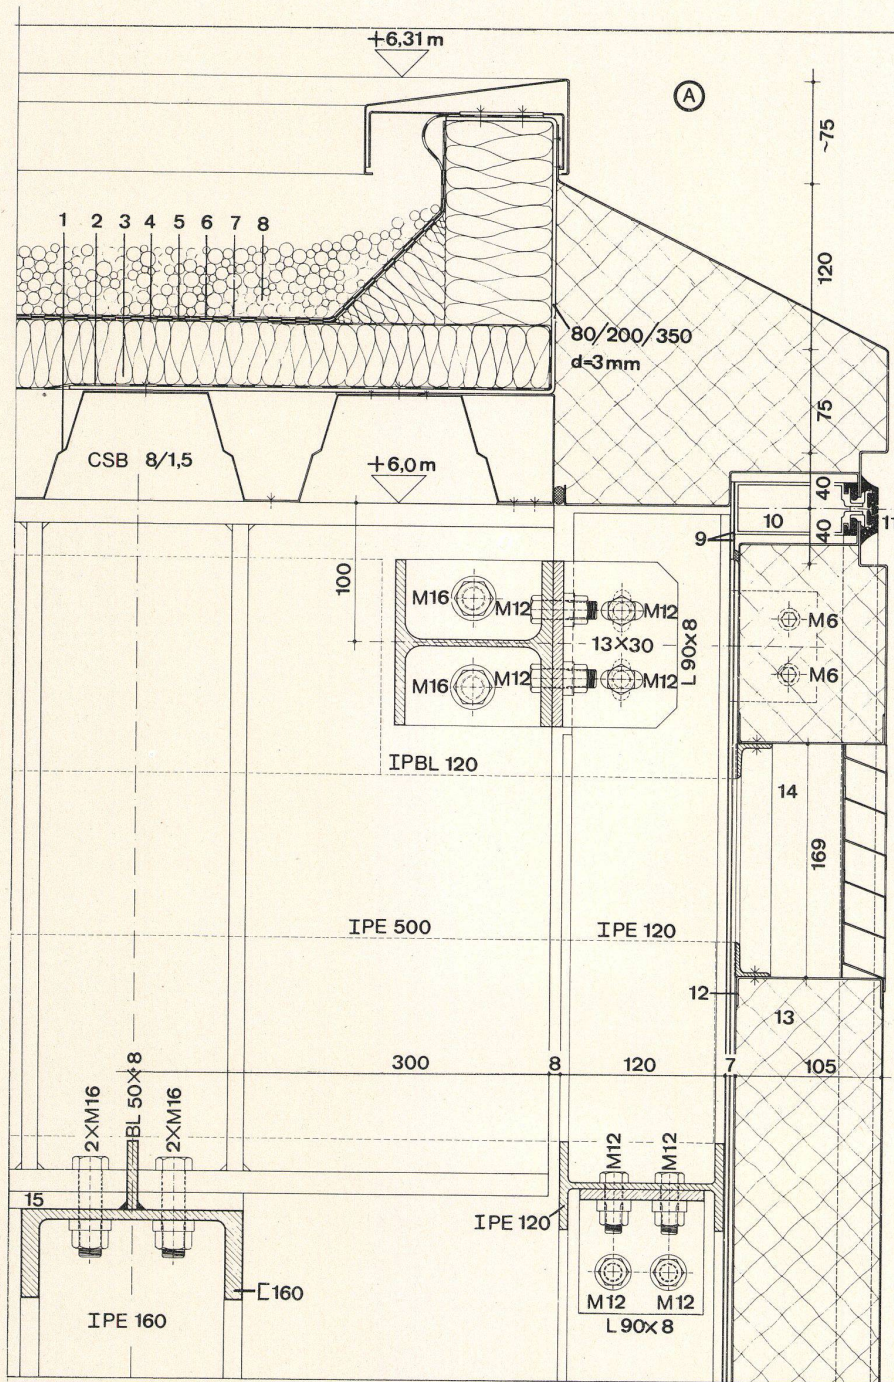 +6,31 m
A
~75
1 2 3 4 5 6 7 8
120
80/200/350
d=3mm
75
CSB 8/1,5
+6,0 m
40
10
11
9
40
100
M16
M12
M12
M6
13×30
L 90×8
M16
M12
M12
M6
IPBL 120
14
169
IPE 500
IPE 120
12
13
300
8
120
7
105
2×M16
BL 50×8
2×M16
M12
M12
15
IPE 120
[160
M12
M12
IPE 160
L 90×8